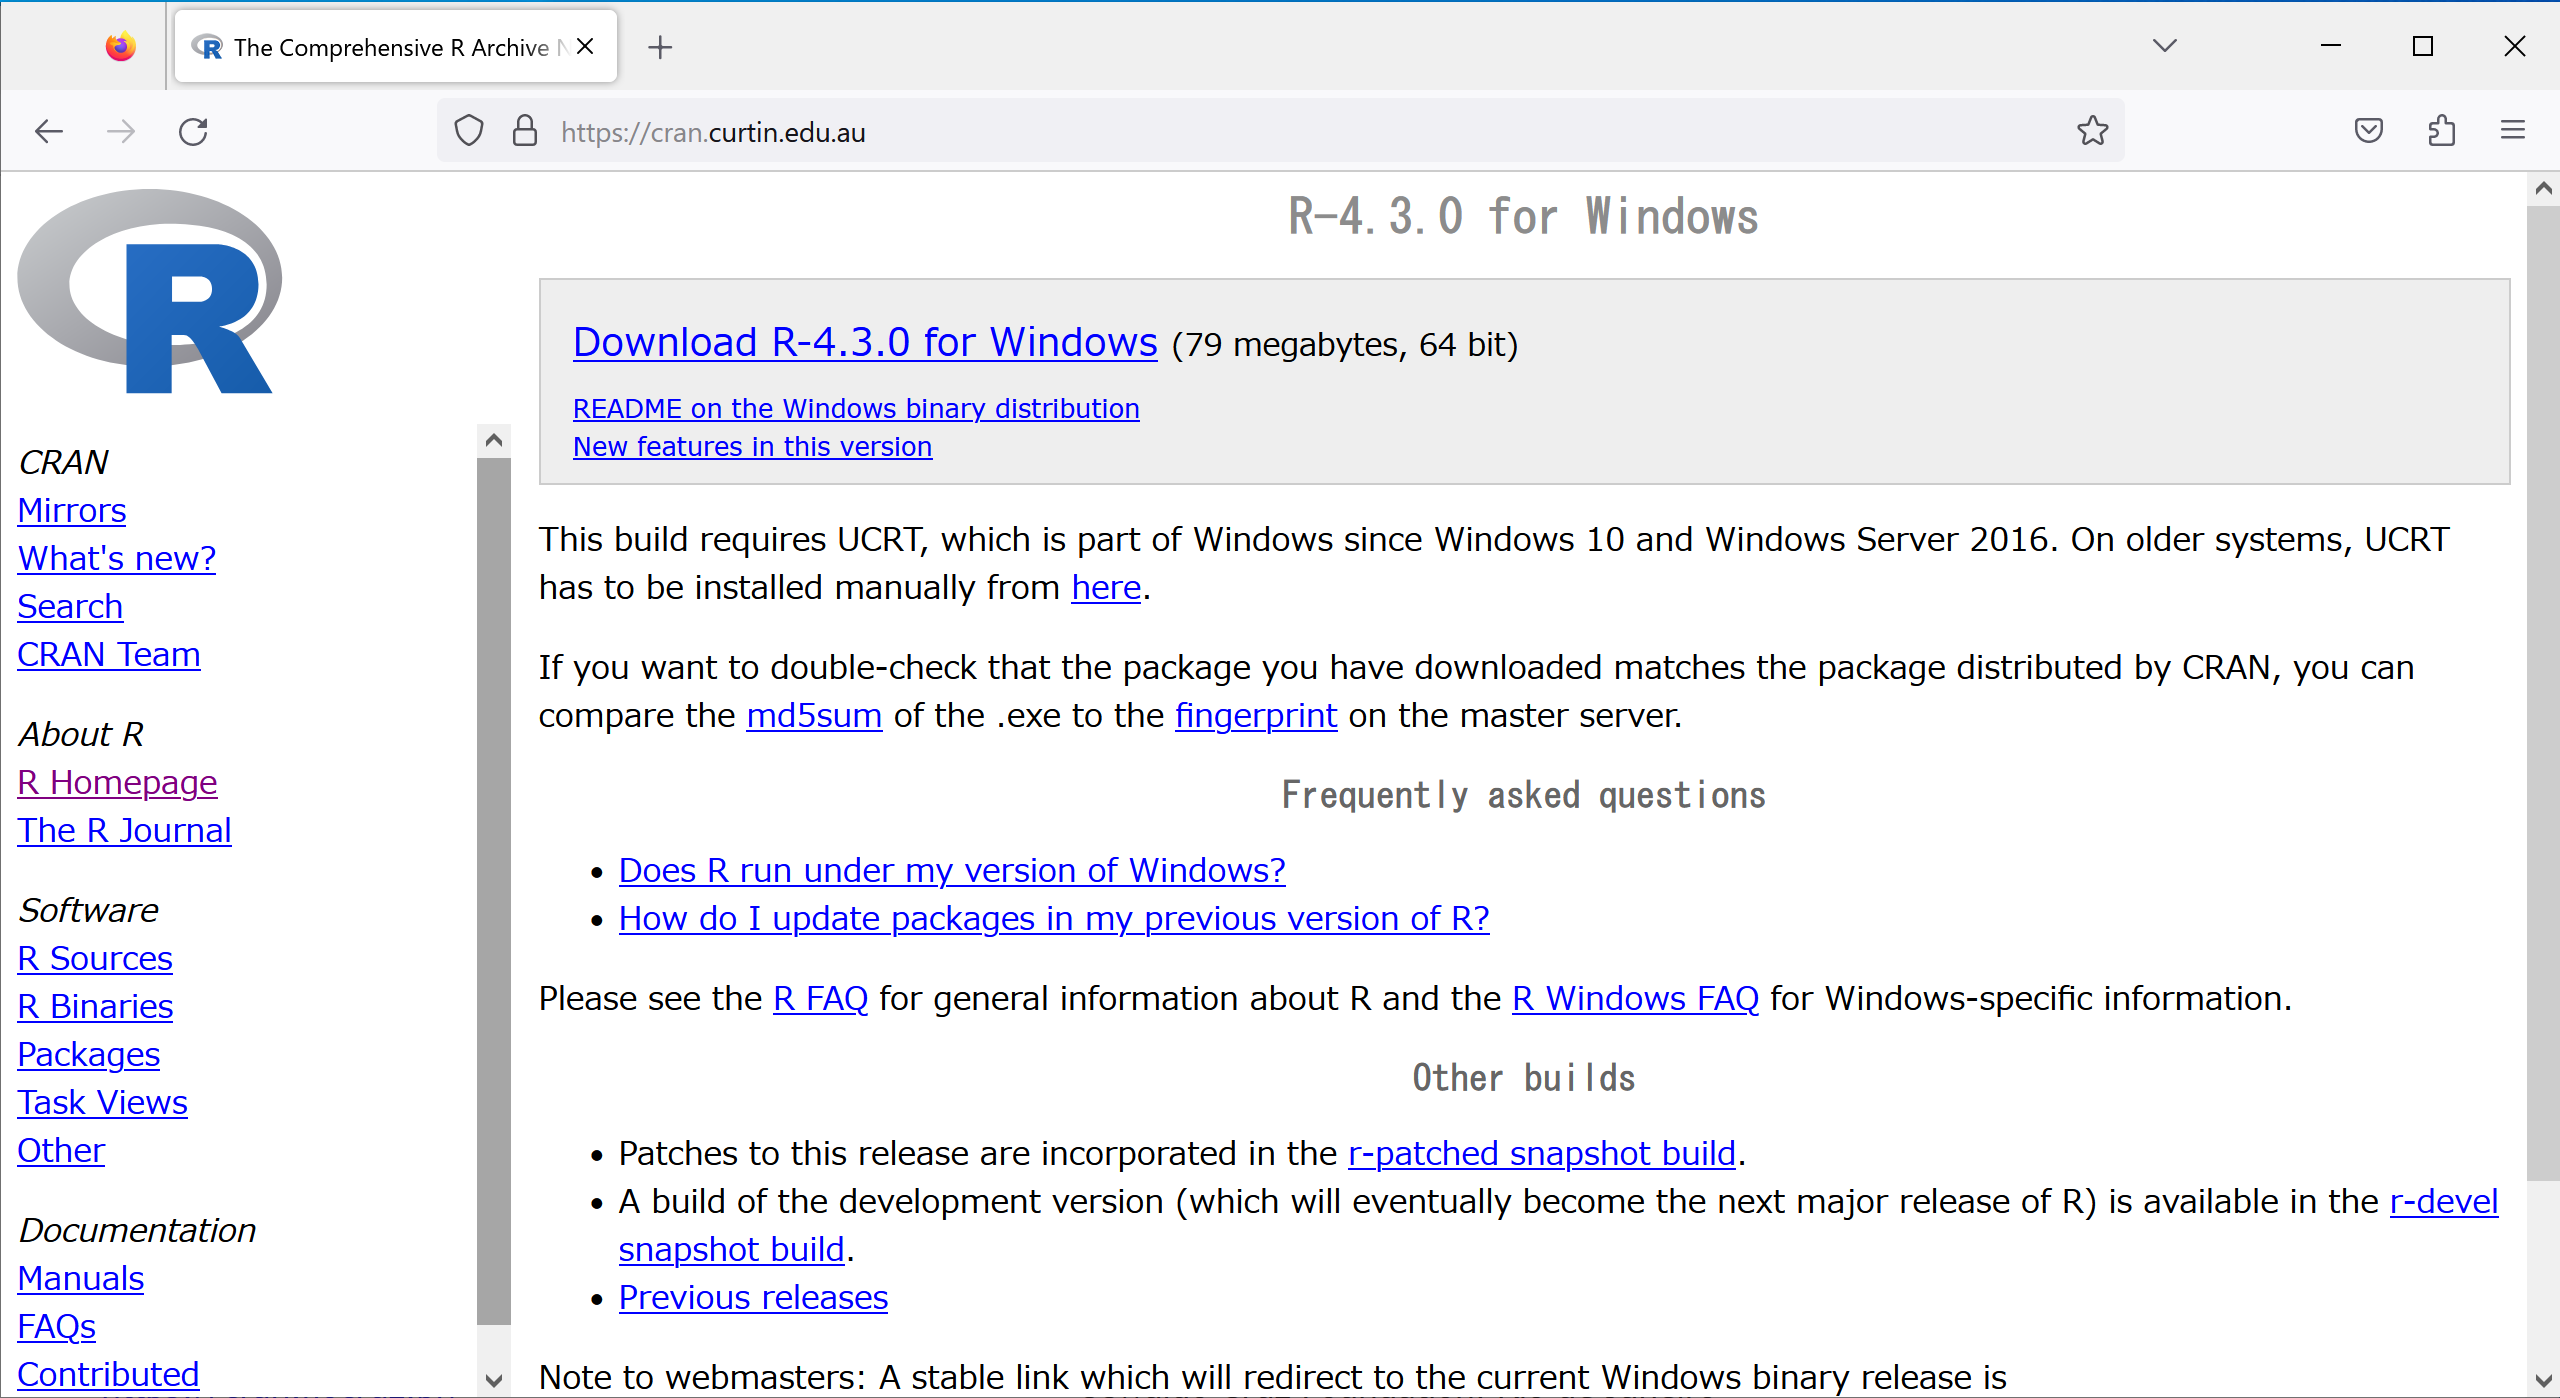 The Comprehensive R Archive N
https://cran.curtin.edu.au
R
CRAN
Mirrors
What's new?
Search
CRAN Team
About R
R Homepage
The R Journal
Software
R Sources
R Binaries
Packages
Task Views
Other
Documentation
Manuals
FAQs
Contributed
R-4.3.0 for Windows
Download R-4.3.0 for Windows (79 megabytes, 64 bit)
README on the Windows binary distribution
New features in this version
This build requires UCRT, which is part of Windows since Windows 10 and Windows Server 2016. On older systems, UCRT
has to be installed manually from here.
If you want to double-check that the package you have downloaded matches the package distributed by CRAN, you can
compare the md5sum of the .exe to the fingerprint on the master server.
Frequently asked questions
• Does R run under my version of Windows?
• How do I update packages in my previous version of R?
Please see the R FAQ for general information about R and the R Windows FAQ for Windows-specific information.
Other builds
• Patches to this release are incorporated in the r-patched snapshot build.
• A build of the development version (which will eventually become the next major release of R) is available in the r-devel
snapshot build.
• Previous releases
Note to webmasters: A stable link which will redirect to the current Windows binary release is